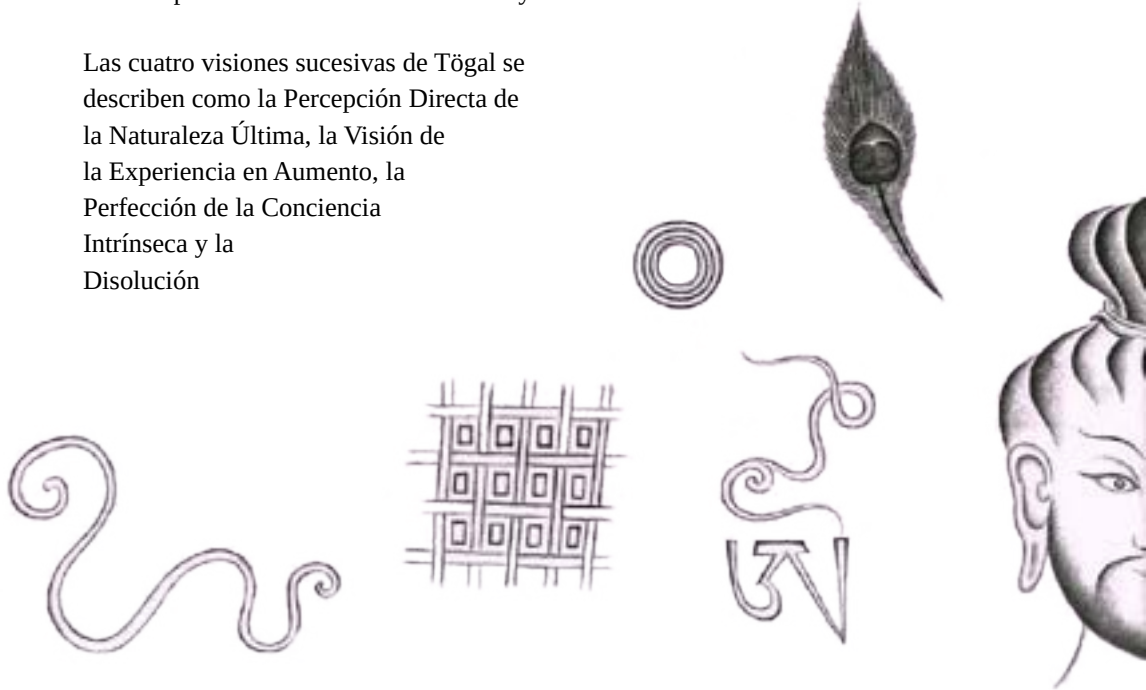 Las cuatro visiones sucesivas de Tögal se
describen como la Percepción Directa de
la Naturaleza Última, la Visión de
la Experiencia en Aumento, la
Perfección de la Conciencia
Intrínseca y la
Disolución
ཨ